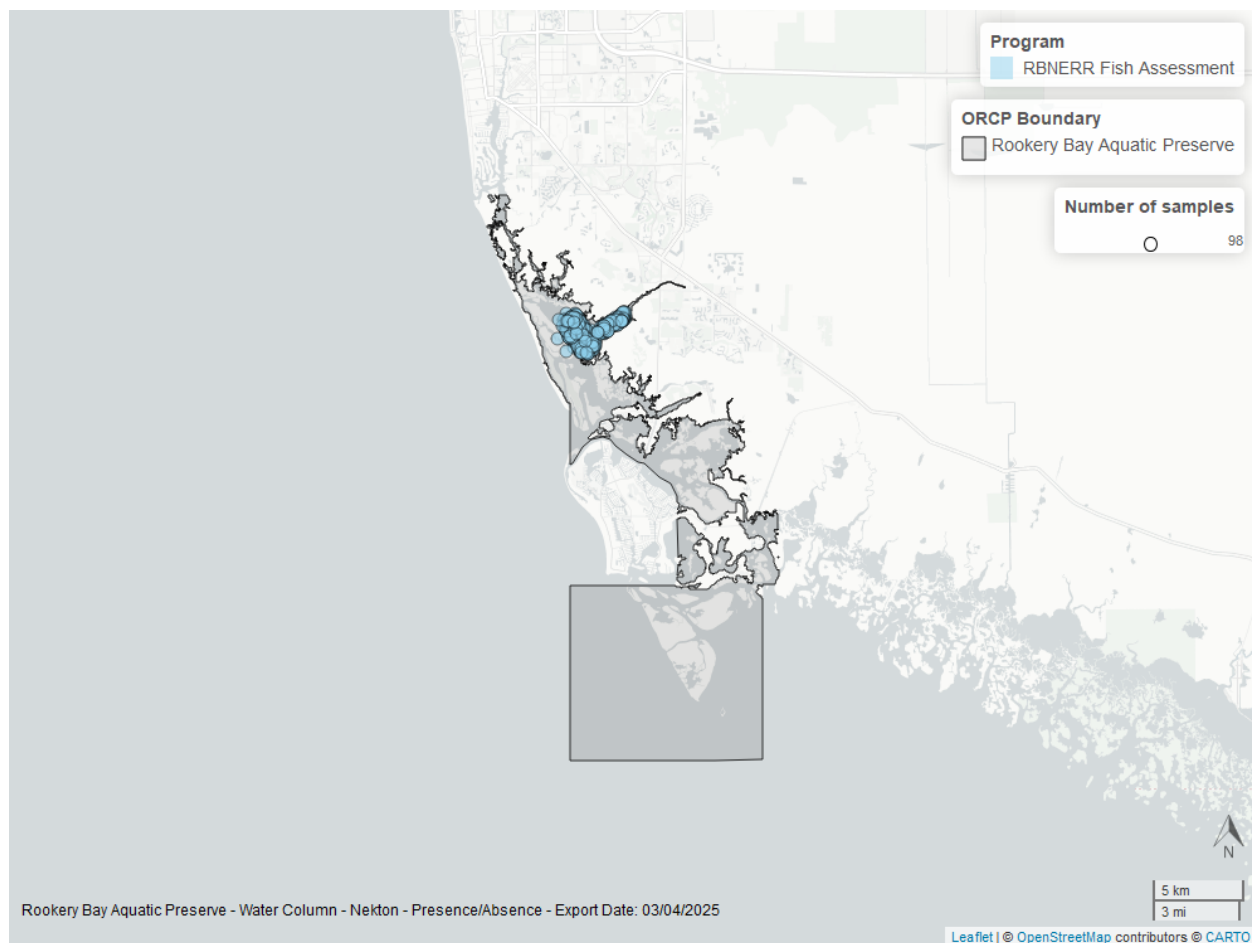 Program
RBNERR Fish Assessment
ORCP Boundary
Rookery Bay Aquatic Preserve
Number of samples
98
N
5 km
3 mi
Rookery Bay Aquatic Preserve - Water Column - Nekton - Presence/Absence - Export Date: 03/04/2025
Leaflet | © OpenStreetMap contributors © CARTO